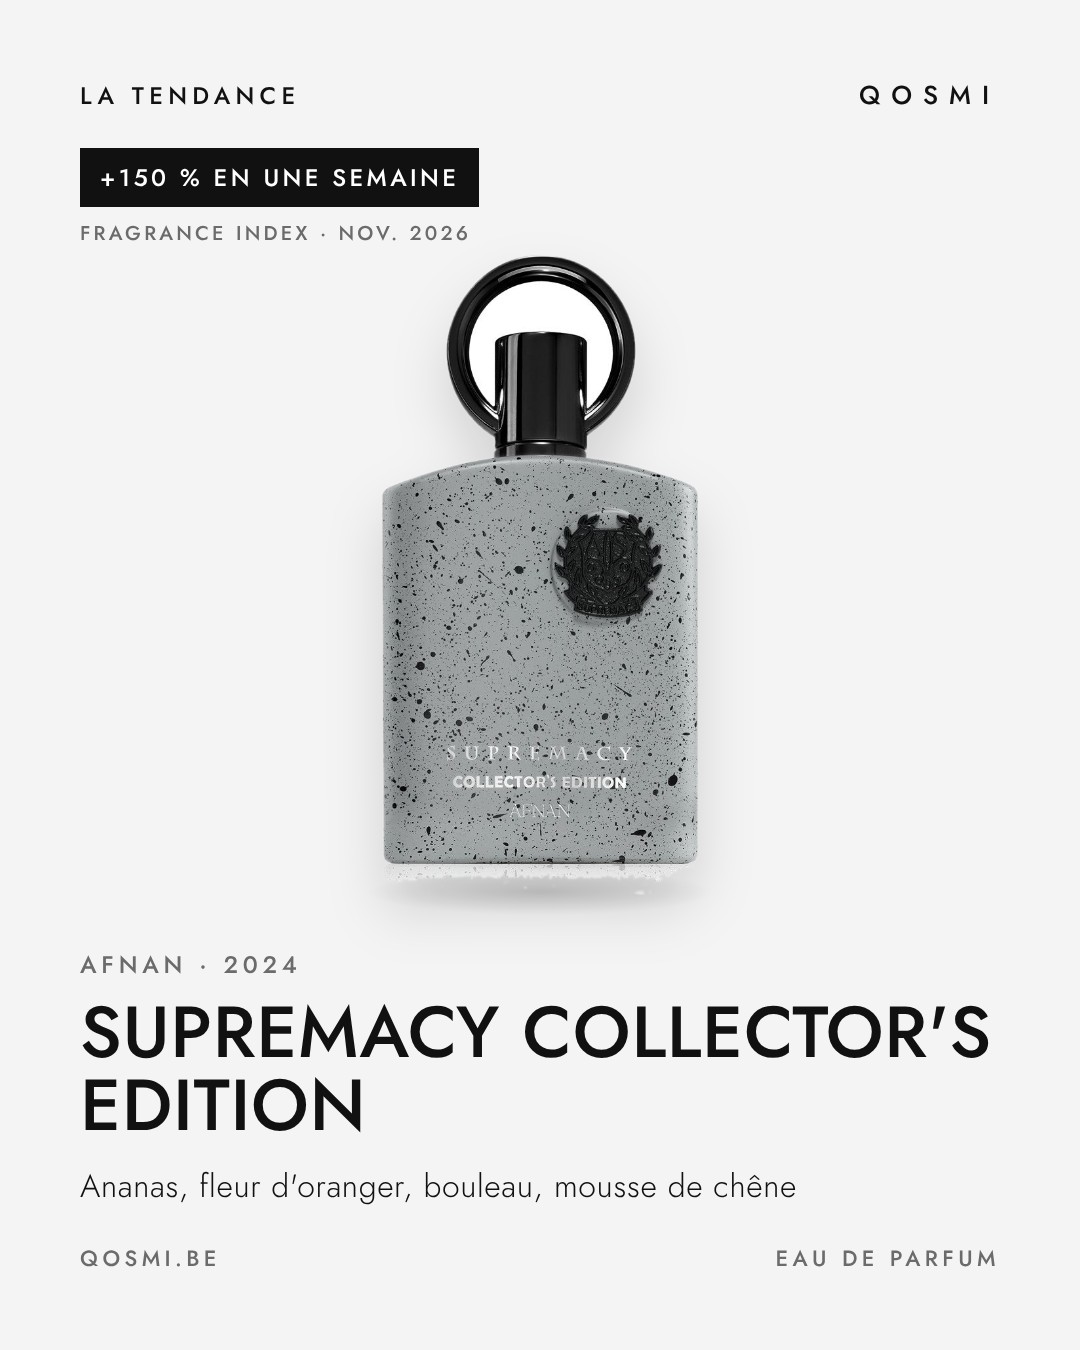 LA TENDANCE
QOSMI
+150 % EN UNE SEMAINE
FRAGRANCE INDEX · NOV. 2026
SUPREMACY
SUPREMACY
COLLECTOR'S EDITION
AFNAN
AFNAN · 2024
SUPREMACY COLLECTOR'S
EDITION
Ananas, fleur d'oranger, bouleau, mousse de chêne
QOSMI.BE
EAU DE PARFUM